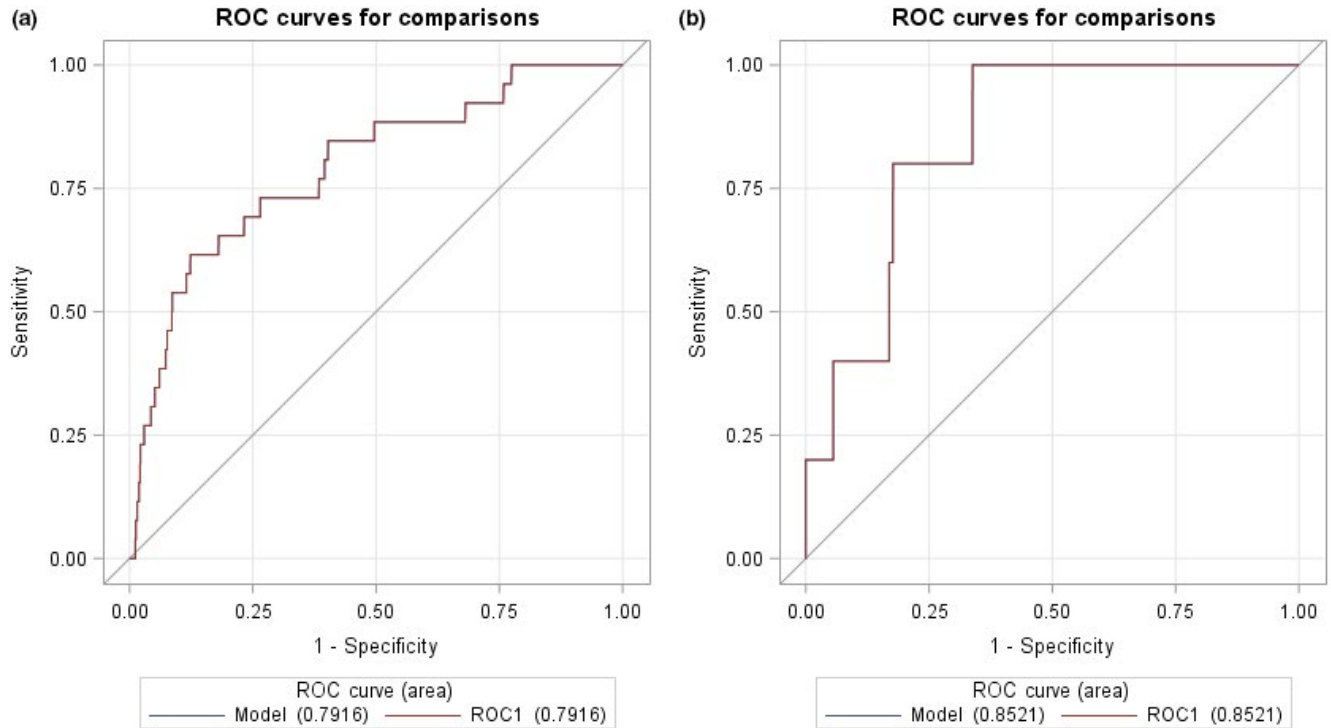 (a)
ROC curves for comparisons
1.00
0.75
0.50
0.25
0.00
Sensitivity
0.00 0.25 0.50 0.75 1.00
1 - Specificity
ROC curve (area)
Model (0.7916) ROC1 (0.7916)
(b)
ROC curves for comparisons
1.00
0.75
0.50
0.25
0.00
Sensitivity
0.00 0.25 0.50 0.75 1.00
1 - Specificity
ROC curve (area)
Model (0.8521) ROC1 (0.8521)